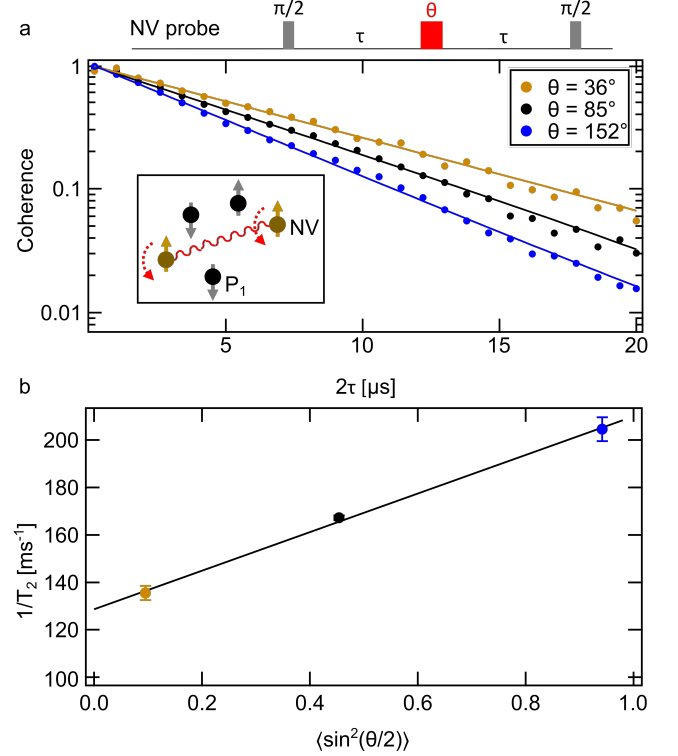 a
NV probe
π/2
θ
π/2
τ
τ
1
0.1
0.01
Coherence
θ = 36°
θ = 85°
θ = 152°
NV
P₁
5
10
15
20
2τ [μs]
b
200
180
160
140
120
100
1/T₂ [ms⁻¹]
0.0
0.2
0.4
0.6
0.8
1.0
⟨sin²(θ/2)⟩